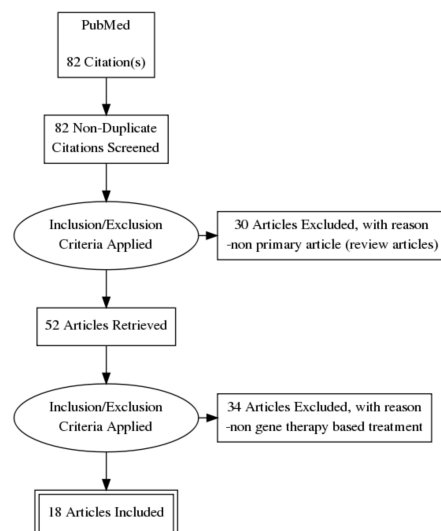 PubMed
82 Citation(s)
82 Non-Duplicate
Citations Screened
Inclusion/Exclusion
Criteria Applied
30 Articles Excluded, with reason
-non primary article (review articles)
52 Articles Retrieved
Inclusion/Exclusion
Criteria Applied
34 Articles Excluded, with reason
-non gene therapy based treatment
18 Articles Included